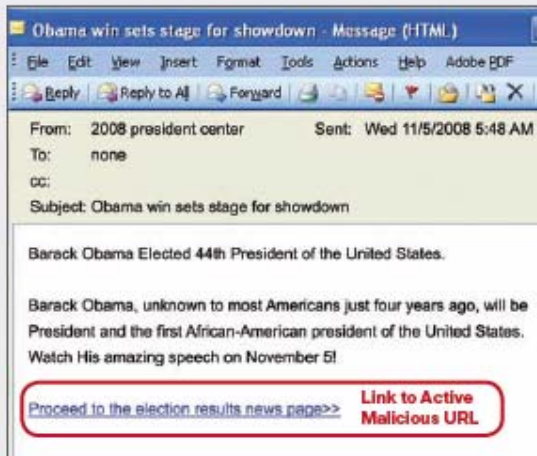 Obama win sets stage for showdown - Message (HTML)
File Edit View Insert Format Tools Actions Help Adobe PDF
Reply Reply to All Forward
From: 2008 president center Sent: Wed 11/5/2008 5:48 AM
To: none
cc:
Subject: Obama win sets stage for showdown
Barack Obama Elected 44th President of the United States.
Barack Obama, unknown to most Americans just four years ago, will be
President and the first African-American president of the United States.
Watch His amazing speech on November 5!
Proceed to the election results news page>> Link to Active
Malicious URL